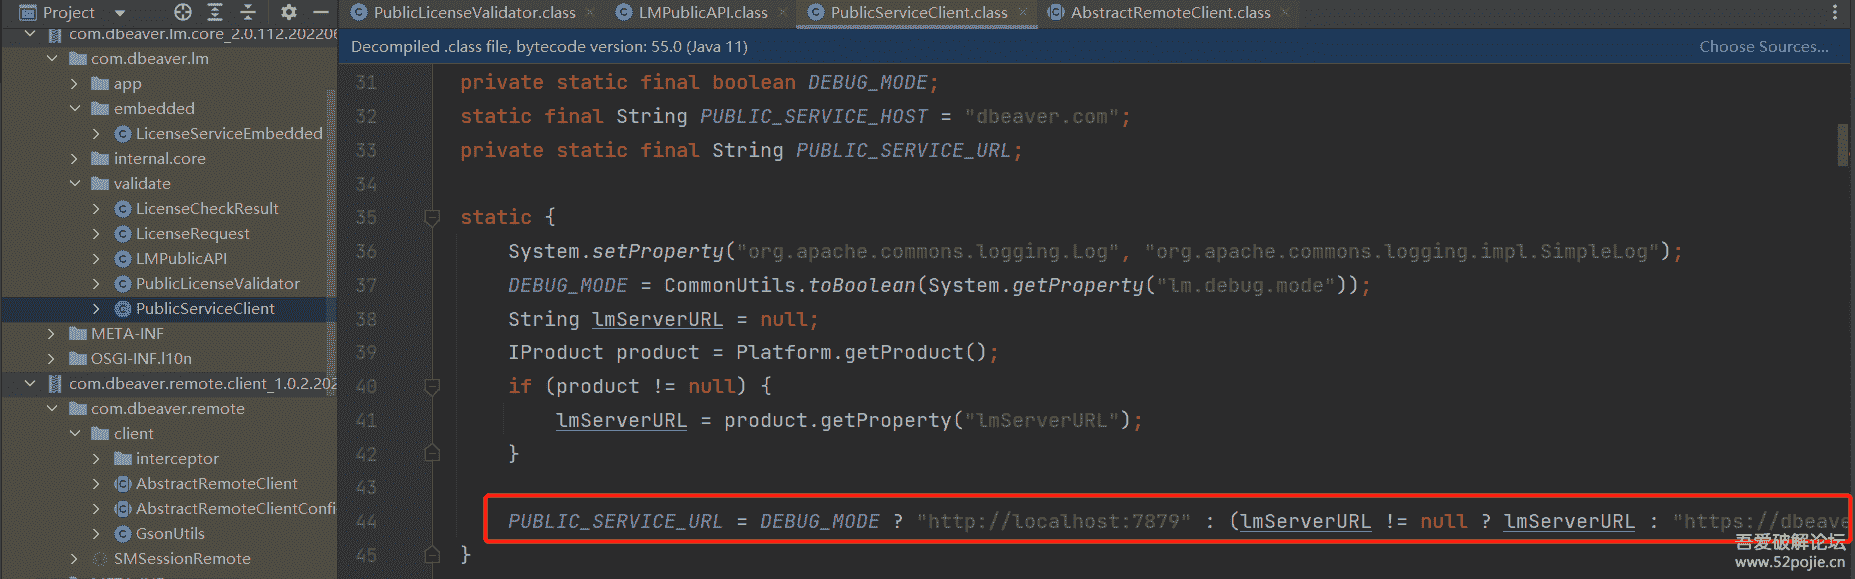 Project
PublicLicenseValidator.class
LMPublicAPI.class
PublicServiceClient.class
AbstractRemoteClient.class
com.dbeaver.lm.core_2.0.112.202206
com.dbeaver.lm
app
embedded
LicenseServiceEmbedded
internal.core
validate
LicenseCheckResult
LicenseRequest
LMPublicAPI
PublicLicenseValidator
PublicServiceClient
META-INF
OSGI-INF.l10n
com.dbeaver.remote.client_1.0.2.202
com.dbeaver.remote
client
interceptor
AbstractRemoteClient
AbstractRemoteClientConfi
GsonUtils
SMSessionRemote
META-INF
Decompiled .class file, bytecode version: 55.0 (Java 11)
Choose Sources...
31 private static final boolean DEBUG_MODE;
32 static final String PUBLIC_SERVICE_HOST = "dbeaver.com";
33 private static final String PUBLIC_SERVICE_URL;
34
35 static {
36 System.setProperty("org.apache.commons.logging.Log", "org.apache.commons.logging.impl.SimpleLog");
37 DEBUG_MODE = CommonUtils.toBoolean(System.getProperty("lm.debug.mode"));
38 String lmServerURL = null;
39 IProduct product = Platform.getProduct();
40 if (product != null) {
41 lmServerURL = product.getProperty("lmServerURL");
42 }
43
44 PUBLIC_SERVICE_URL = DEBUG_MODE ? "http://localhost:7879" : (lmServerURL != null ? lmServerURL : "https://dbeave
45 }
吾爱破解论坛
www.52pojie.cn